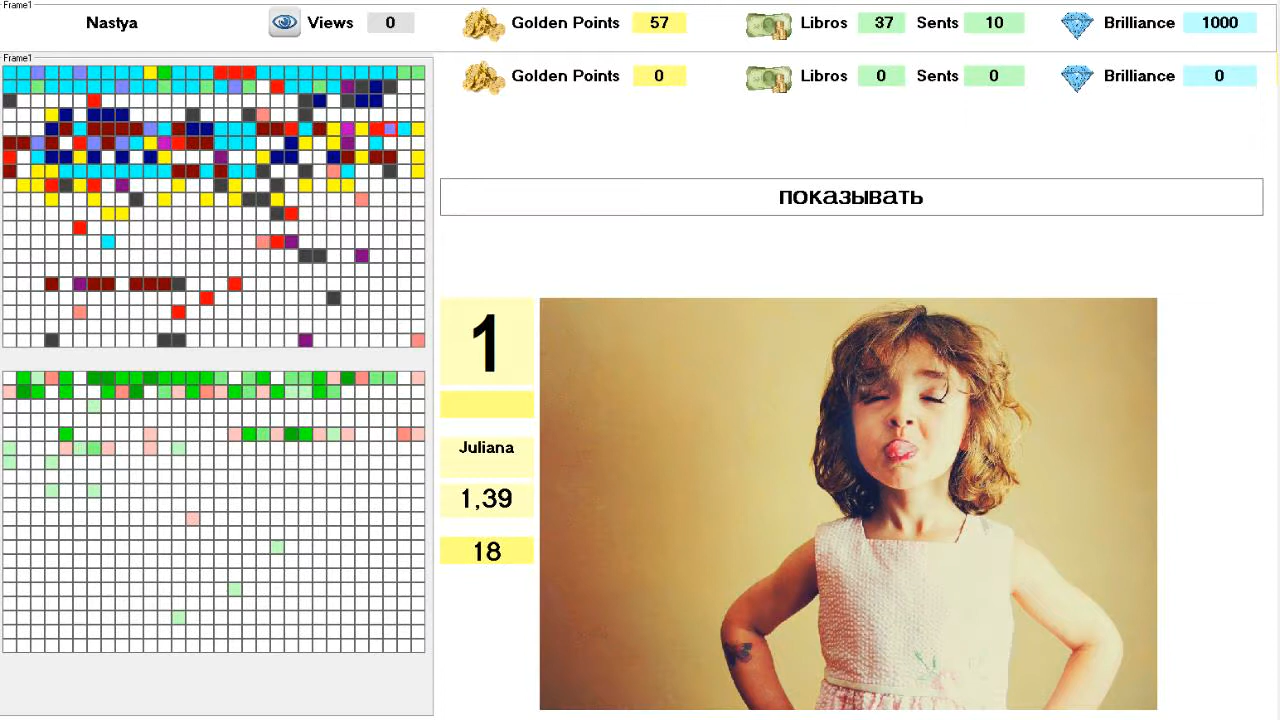 Frame1
Nastya Views 0 Golden Points 57 Libros 37 Sents 10 Brilliance 1000
Frame1
Golden Points 0 Libros 0 Sents 0 Brilliance 0
показывать
1
Juliana
1,39
18